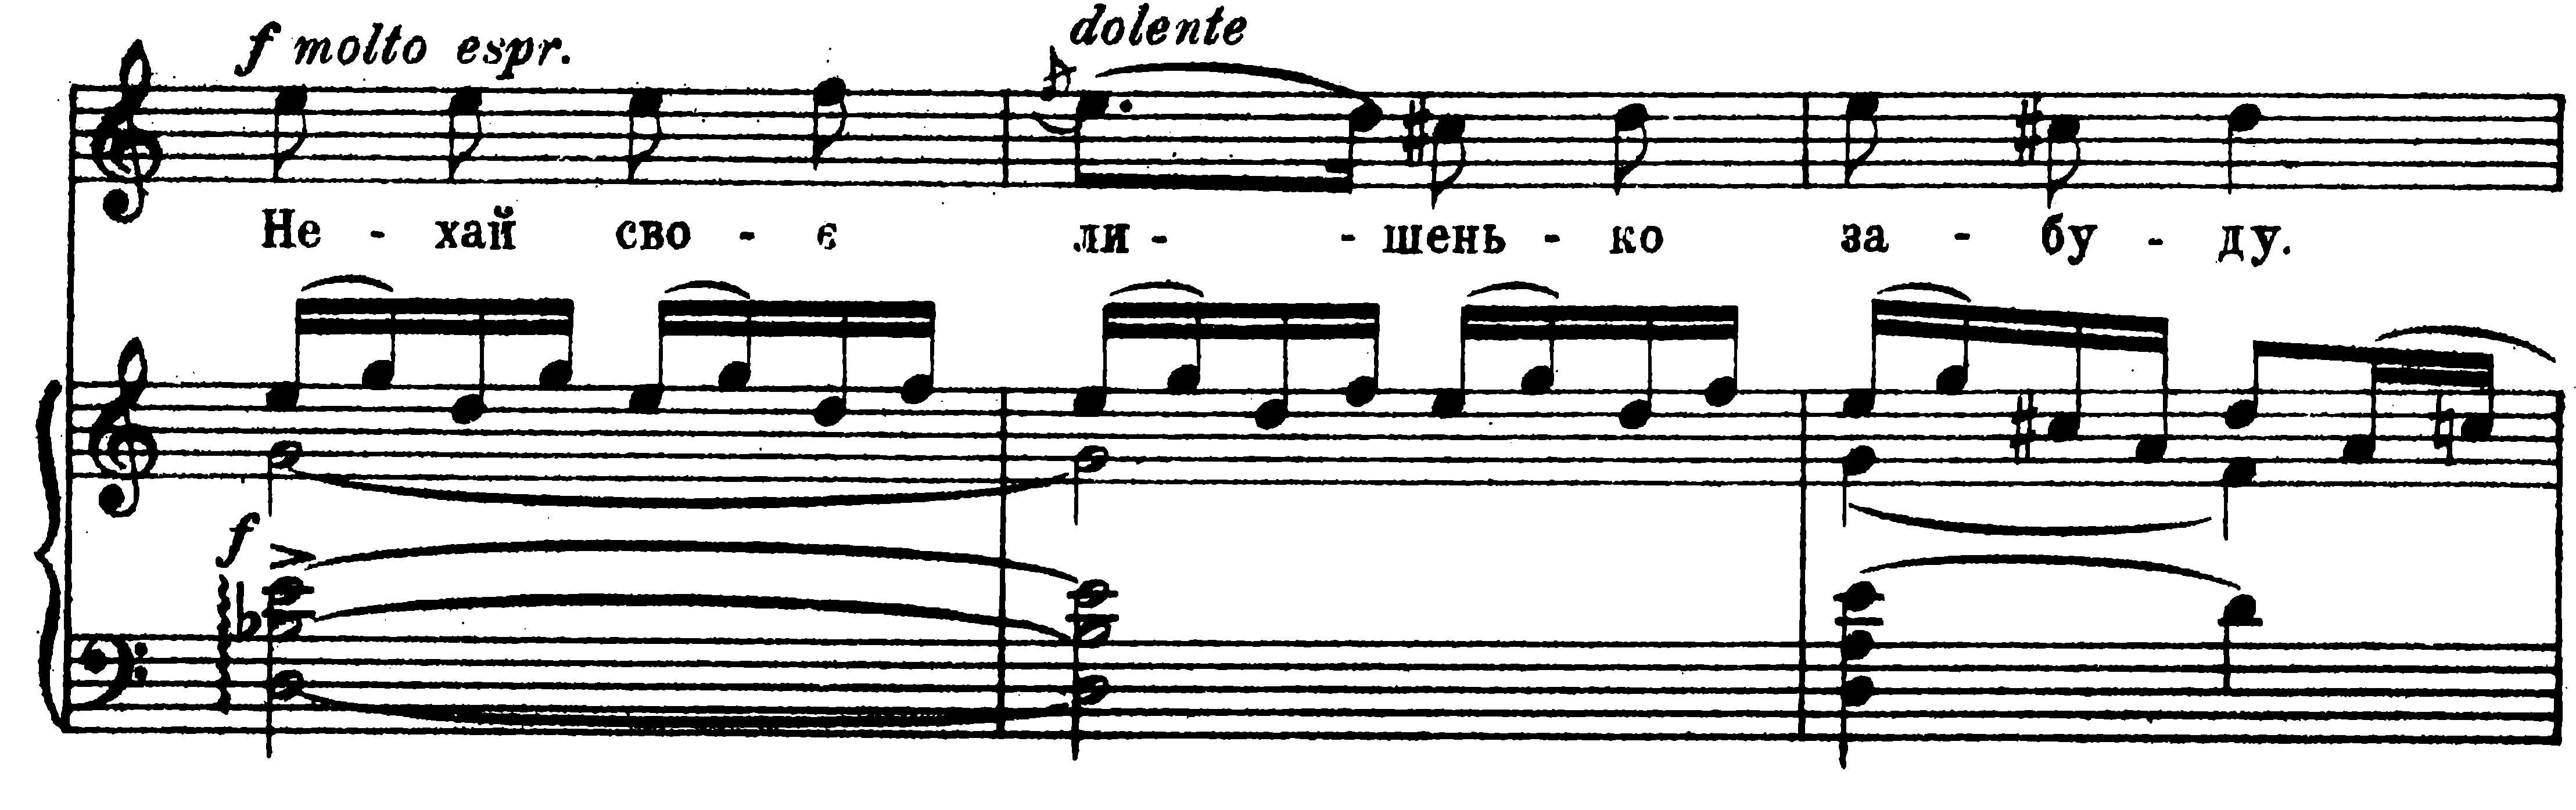 f molto espr.
dolente
Не - хай сво - є ли - - шень - ко за - бу - ду.
f